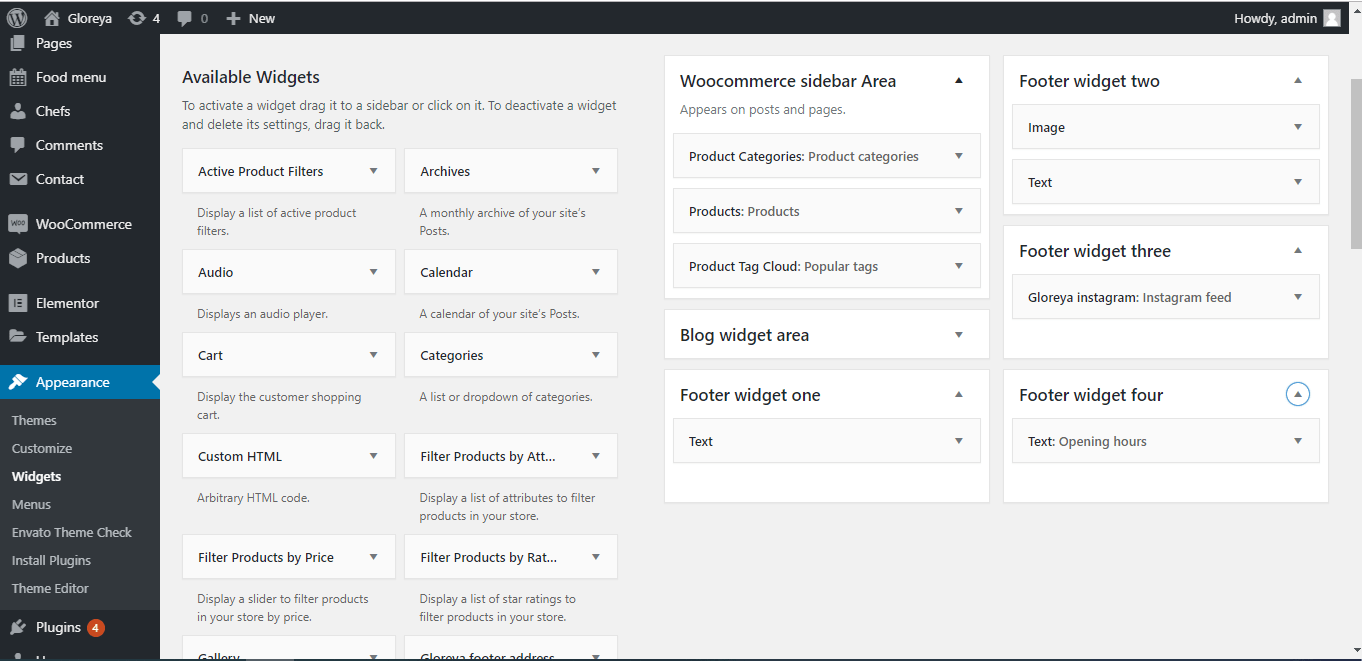 Gloreya
4
0
New
Howdy, admin
Pages
Food menu
Chefs
Comments
Contact
WOO
WooCommerce
Products
Elementor
Templates
Appearance
Themes
Customize
Widgets
Menus
Envato Theme Check
Install Plugins
Theme Editor
Plugins 4
Available Widgets
To activate a widget drag it to a sidebar or click on it. To deactivate a widget
and delete its settings, drag it back.
Active Product Filters
Display a list of active product
filters.
Archives
A monthly archive of your site's
Posts.
Audio
Displays an audio player.
Calendar
A calendar of your site's Posts.
Cart
Display the customer shopping
cart.
Categories
A list or dropdown of categories.
Custom HTML
Arbitrary HTML code.
Filter Products by Att...
Display a list of attributes to filter
products in your store.
Filter Products by Price
Display a slider to filter products
in your store by price.
Filter Products by Rat...
Display a list of star ratings to
filter products in your store.
Gallery
Gloreya footer address
Woocommerce sidebar Area
Appears on posts and pages.
Product Categories: Product categories
Products: Products
Product Tag Cloud: Popular tags
Blog widget area
Footer widget one
Text
Footer widget two
Image
Text
Footer widget three
Gloreya instagram: Instagram feed
Footer widget four
Text: Opening hours